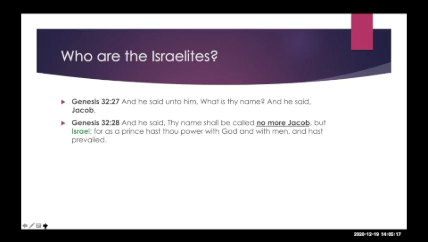 Who are the Israelites?
Genesis 32:27 And he said unto him, What is thy name? And he said,
Jacob.
Genesis 32:28 And he said, Thy name shall be called no more Jacob, but
Israel: for as a prince hast thou power with God and with men, and hast
prevailed.
2020-12-19 14:05:17